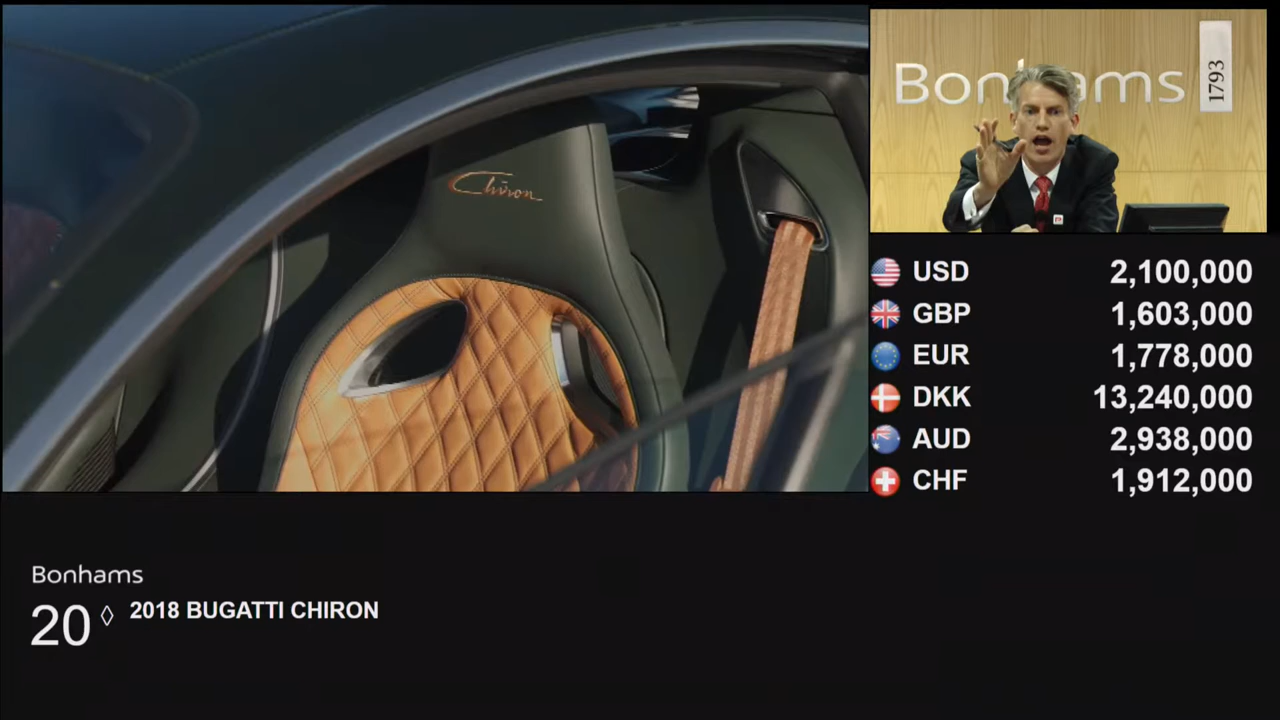 Chiron
Bonhams
1793
USD 2,100,000
GBP 1,603,000
EUR 1,778,000
DKK 13,240,000
AUD 2,938,000
CHF 1,912,000
Bonhams
20 ◊ 2018 BUGATTI CHIRON